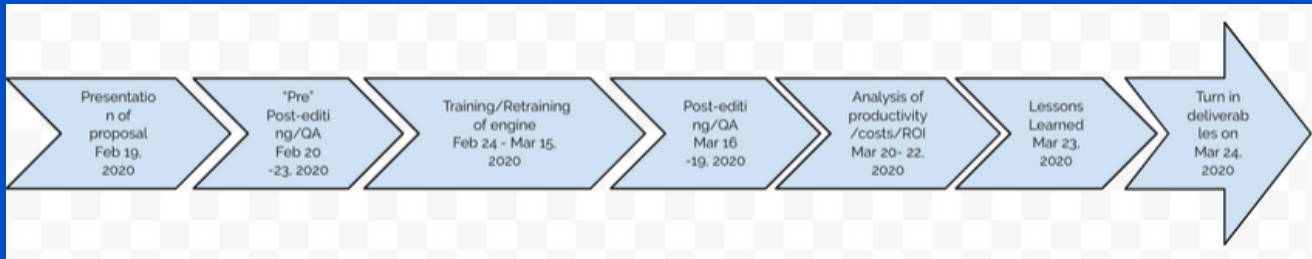 Presentatio
n of
proposal
Feb 19,
2020
"Pre"
Post-editi
ng/QA
Feb 20
-23, 2020
Training/Retraining
of engine
Feb 24 - Mar 15,
2020
Post-editi
ng/QA
Mar 16
-19, 2020
Analysis of
productivity
/costs/ROI
Mar 20- 22,
2020
Lessons
Learned
Mar 23,
2020
Turn in
deliverab
les on
Mar 24,
2020